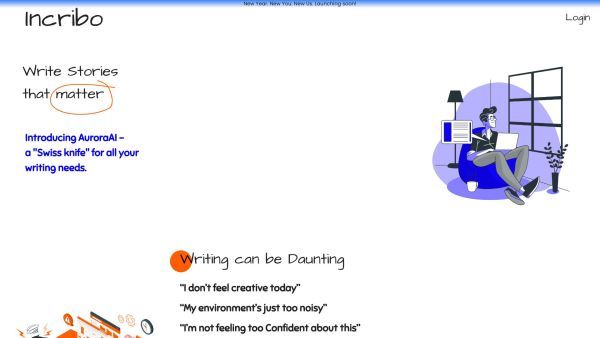 New Year. New You. New Us. Launching soon!
Incribo
Login
Write Stories
that matter
Introducing AuroraAI –
a "Swiss knife" for all your
writing needs.
Writing can be Daunting
"I don't feel creative today"
"My environment's just too noisy"
"I'm not feeling too Confident about this"